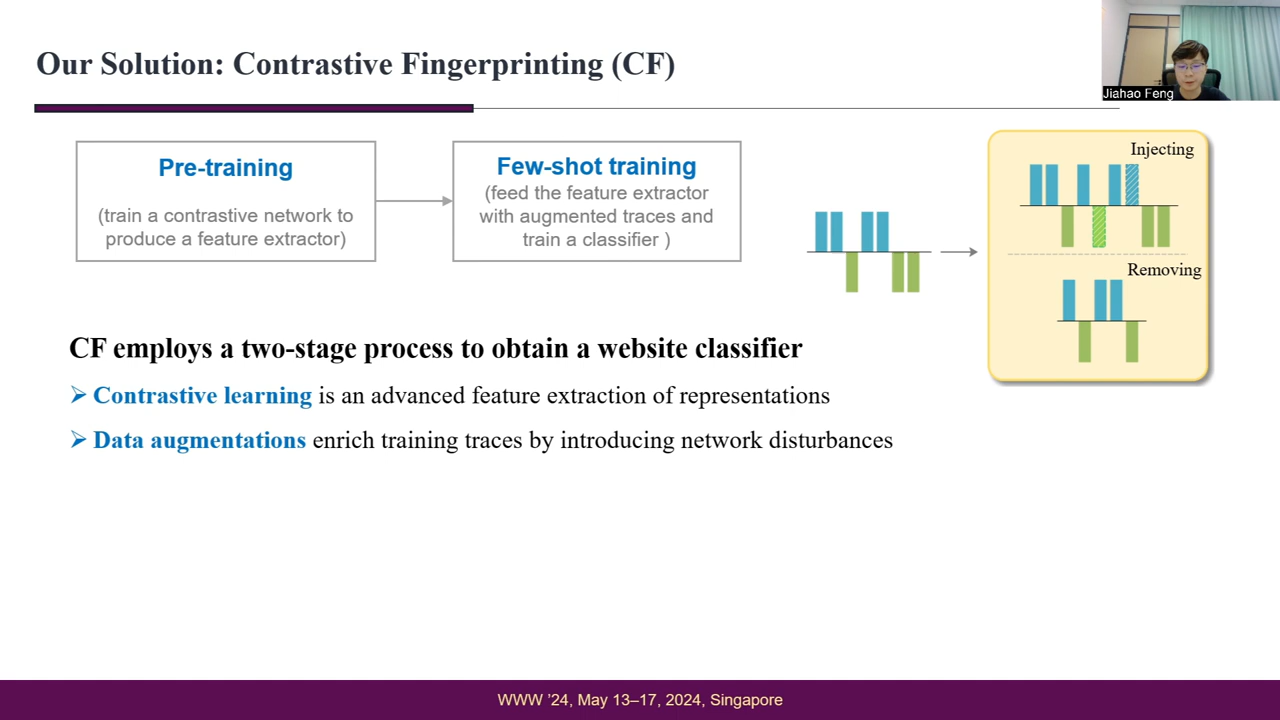 Our Solution: Contrastive Fingerprinting (CF)
Jiahao Feng
Pre-training
(train a contrastive network to
produce a feature extractor)
Few-shot training
(feed the feature extractor
with augmented traces and
train a classifier )
Injecting
Removing
CF employs a two-stage process to obtain a website classifier
➢ Contrastive learning is an advanced feature extraction of representations
➢ Data augmentations enrich training traces by introducing network disturbances
WWW ’24, May 13–17, 2024, Singapore